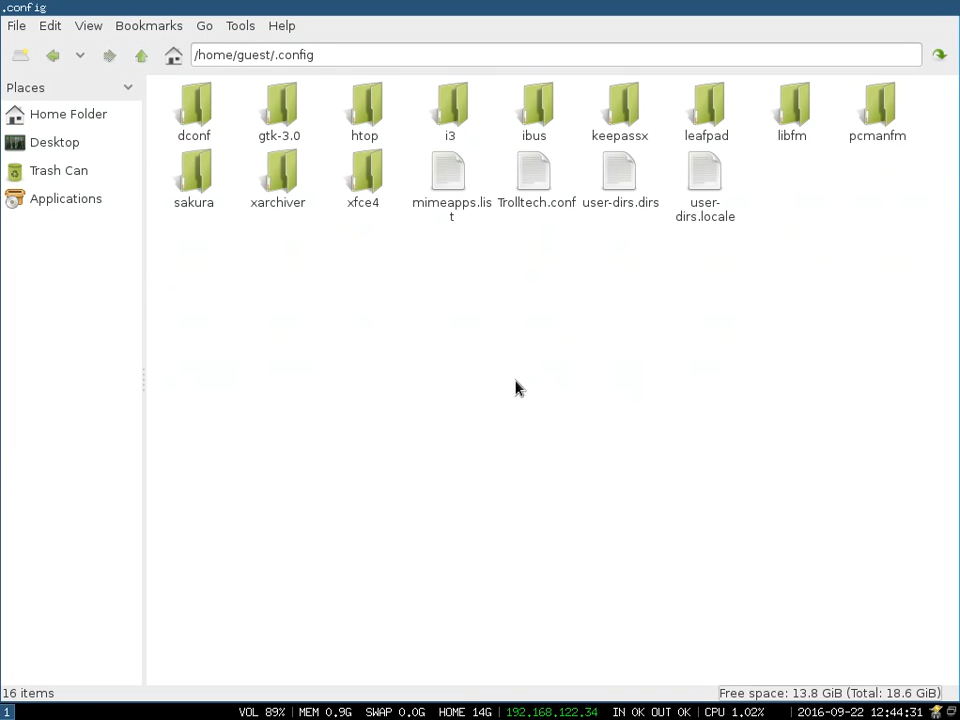 .config
File Edit View Bookmarks Go Tools Help
/home/guest/.config
Places
Home Folder
Desktop
Trash Can
Applications
dconf gtk-3.0 htop i3 ibus keepassx leafpad libfm pcmanfm
sakura xarchiver xfce4 mimeapps.lis Trolltech.conf user-dirs.dirs user-
t dirs.locale
16 items Free space: 13.8 GiB (Total: 18.6 GiB)
1 VOL 89% | MEM 0.9G SWAP 0.0G HOME 14G | 192.168.122.34 IN OK OUT OK | CPU 1.02% | 2016-09-22 12:44:31